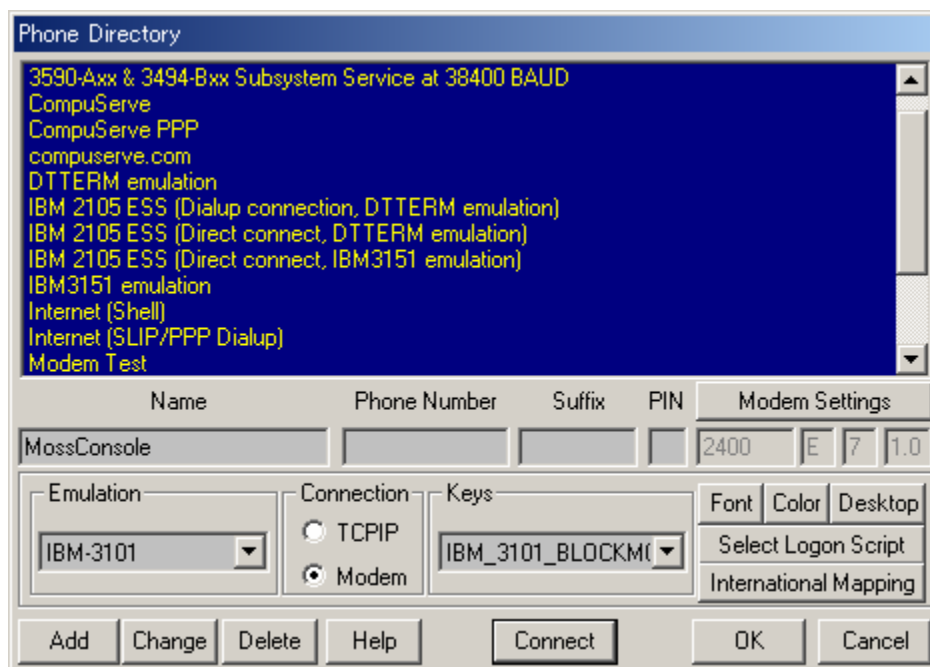 Phone Directory
3590-Axx & 3494-Bxx Subsystem Service at 38400 BAUD
CompuServe
CompuServe PPP
compuserve.com
DTTERM emulation
IBM 2105 ESS (Dialup connection, DTTERM emulation)
IBM 2105 ESS (Direct connect, DTTERM emulation)
IBM 2105 ESS (Direct connect, IBM3151 emulation)
IBM3151 emulation
Internet (Shell)
Internet (SLIP/PPP Dialup)
Modem Test
Name Phone Number Suffix PIN Modem Settings
MossConsole 2400 E 7 1.0
Emulation Connection Keys
Font Color Desktop
IBM-3101 TCPIP IBM_3101_BLOCKM( Select Logon Script
Modem International Mapping
Add Change Delete Help Connect OK Cancel